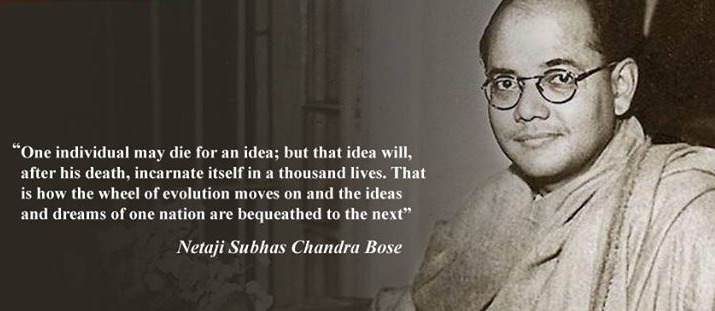 “One individual may die for an idea; but that idea will,
after his death, incarnate itself in a thousand lives. That
is how the wheel of evolution moves on and the ideas
and dreams of one nation are bequeathed to the next”
Netaji Subhas Chandra Bose